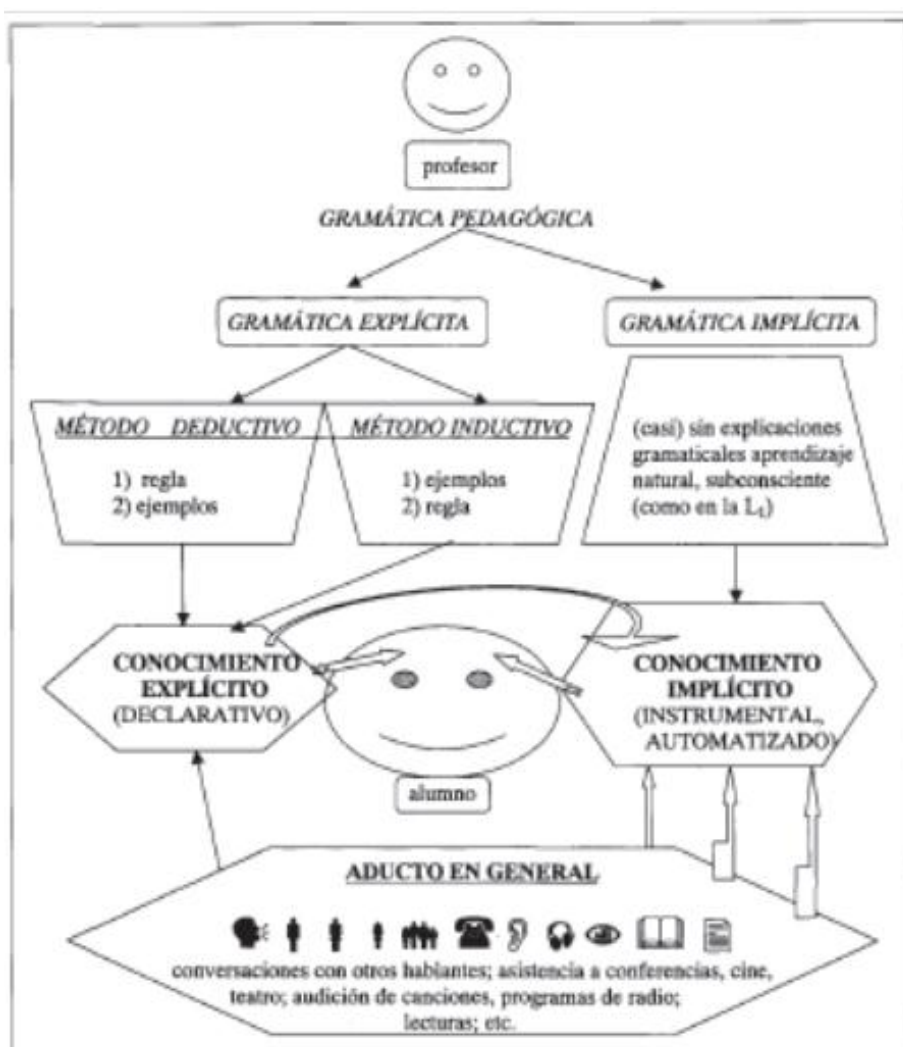 profesor
GRAMÁTICA PEDAGÓGICA
GRAMÁTICA EXPLÍCITA
GRAMÁTICA IMPLÍCITA
MÉTODO DEDUCTIVO
1) regla
2) ejemplos
MÉTODO INDUCTIVO
1) ejemplos
2) regla
(casi) sin explicaciones
gramaticales aprendizaje
natural, subconsciente
(como en la L₁)
CONOCIMIENTO
EXPLÍCITO
(DECLARATIVO)
CONOCIMIENTO
IMPLÍCITO
(INSTRUMENTAL,
AUTOMATIZADO)
alumno
ADUCTO EN GENERAL
conversaciones con otros hablantes; asistencia a conferencias, cine,
teatro; audición de canciones, programas de radio;
lecturas; etc.